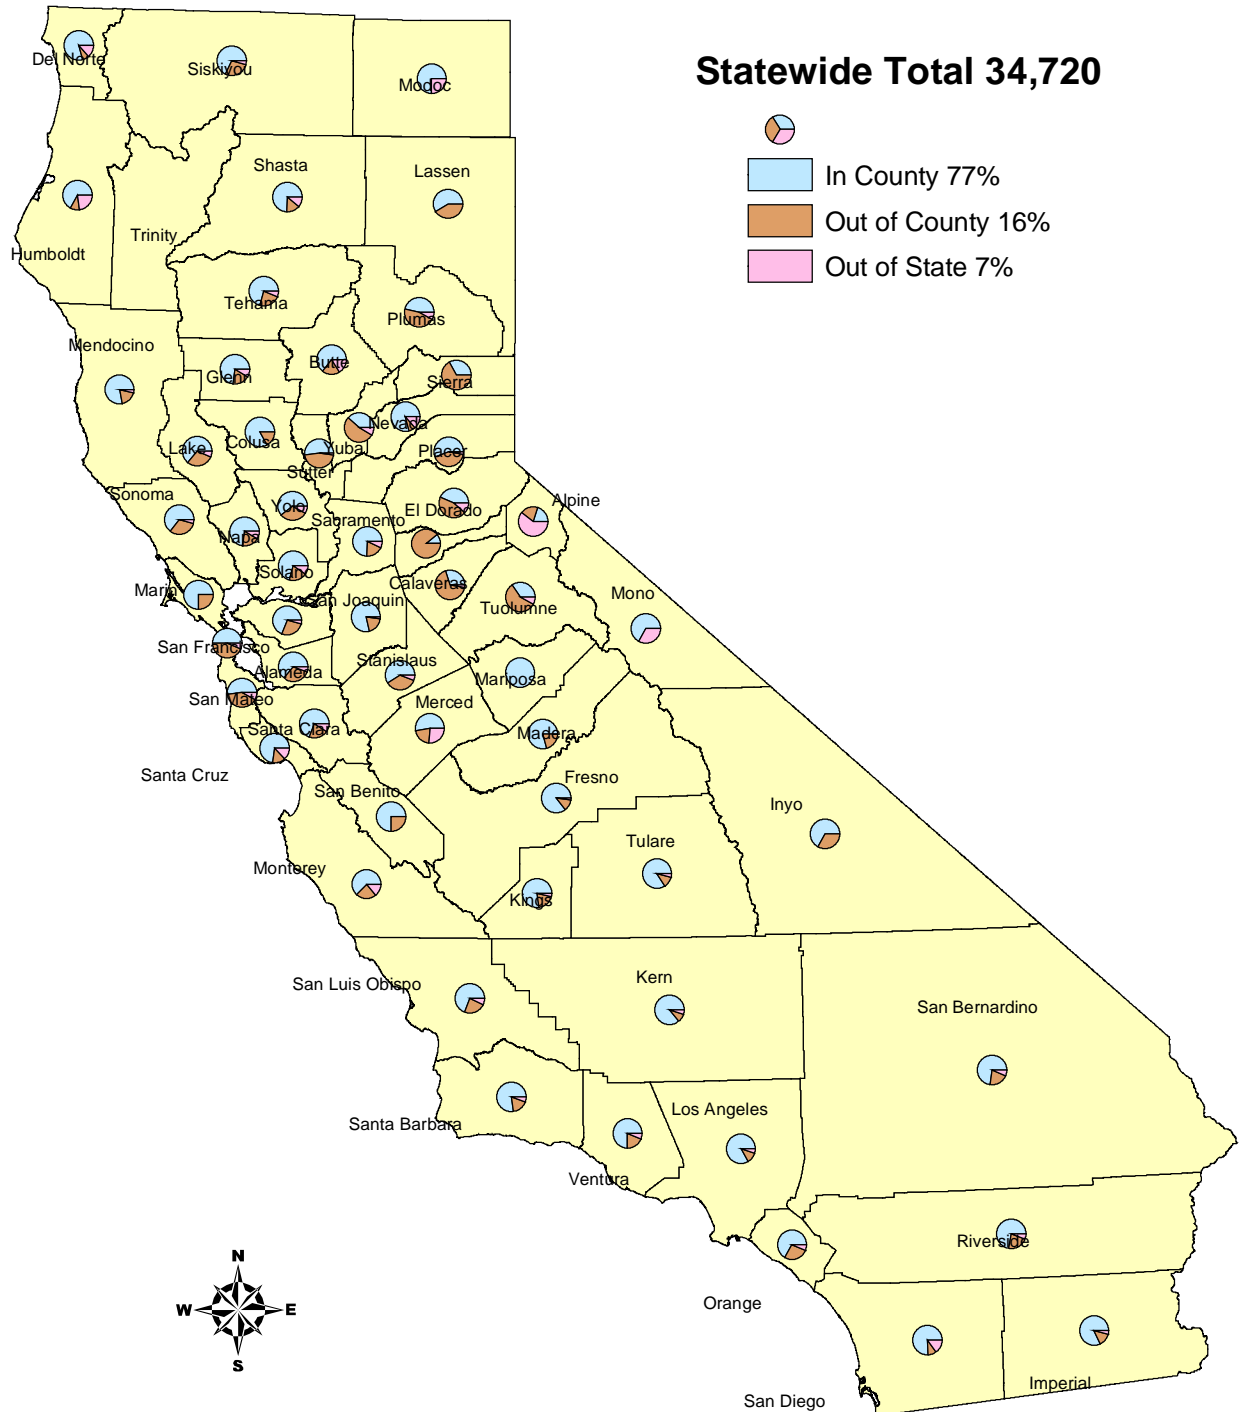 Statewide Total 34,720
In County 77%
Out of County 16%
Out of State 7%
Del Norte
Siskiyou
Modoc
Shasta
Lassen
Trinity
Humboldt
Tehama
Plumas
Mendocino
Butte
Glenn
Sierra
Nevada
Lake
Colusa
Yuba
Placer
Sutter
Sonoma
Yolo
El Dorado
Alpine
Sacramento
Napa
Solano
Calaveras
Marin
San Joaquin
Tuolumne
Mono
San Francisco
Stanislaus
Alameda
Mariposa
San Mateo
Merced
Santa Clara
Madera
Santa Cruz
Fresno
San Benito
Inyo
Tulare
Monterey
Kings
Kern
San Luis Obispo
San Bernardino
Los Angeles
Santa Barbara
Ventura
Riverside
Orange
Imperial
San Diego
N
W
E
S